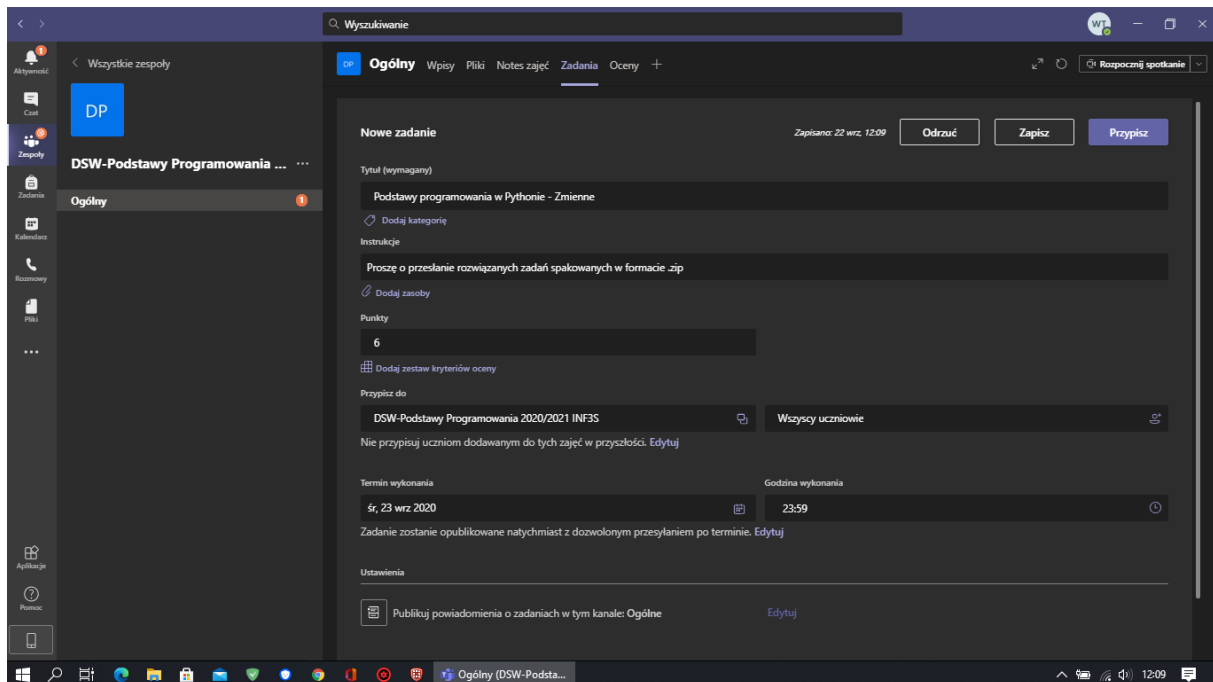 Wyszukiwanie
WT
Aktywność
Czat
Zespoły
Zadania
Kalendarz
Rozmowy
Pliki
Aplikacje
Pomoc
1
@
Wszystkie zespoły
DP
DSW-Podstawy Programowania ... ...
Ogólny 1
DP Ogólny Wpisy Pliki Notes zajęć Zadania Oceny +
Rozpocznij spotkanie
Nowe zadanie
Zapisano: 22 wrz, 12:09 Odrzuć Zapisz Przypisz
Tytuł (wymagany)
Podstawy programowania w Pythonie - Zmienne
Dodaj kategorię
Instrukcje
Proszę o przesłanie rozwiązanych zadań spakowanych w formacie .zip
Dodaj zasoby
Punkty
6
Dodaj zestaw kryteriów oceny
Przypisz do
DSW-Podstawy Programowania 2020/2021 INF3S Wszyscy uczniowie
Nie przypisuj uczniom dodawanym do tych zajęć w przyszłości. Edytuj
Termin wykonania Godzina wykonania
śr, 23 wrz 2020 23:59
Zadanie zostanie opublikowane natychmiast z dozwolonym przesyłaniem po terminie. Edytuj
Ustawienia
Publikuj powiadomienia o zadaniach w tym kanale: Ogólne Edytuj
Ogólny (DSW-Podsta... 12:09